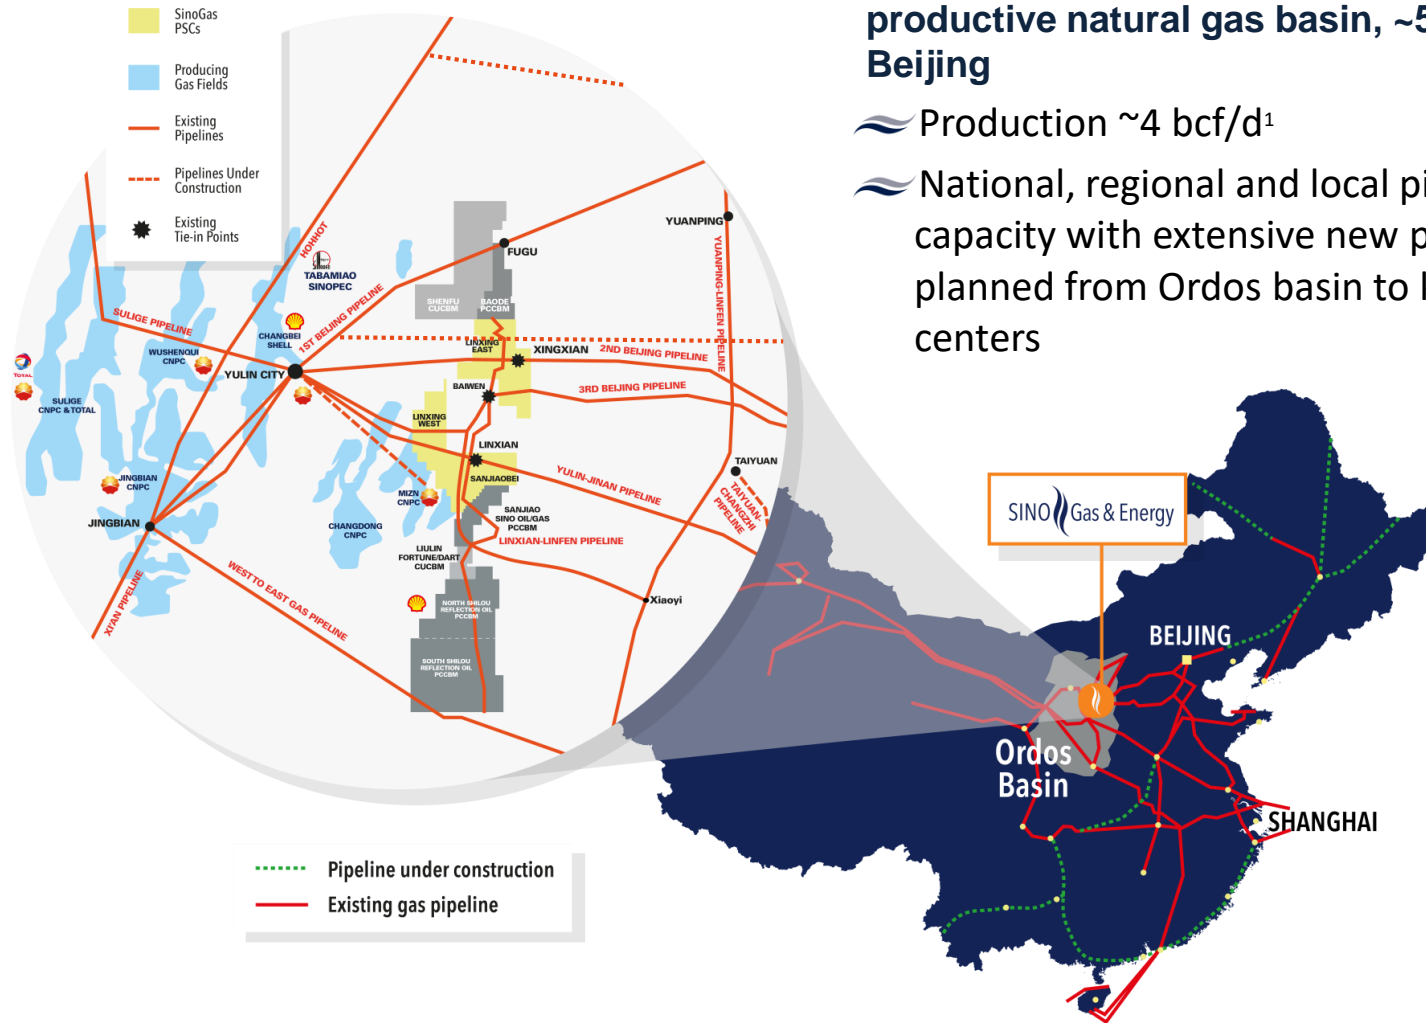 SinoGas
PSCs
Producing
Gas Fields
Existing
Pipelines
Pipelines Under
Construction
Existing
Tie-in Points
productive natural gas basin, ~5
Beijing
Production ~4 bcf/d¹
National, regional and local pi
capacity with extensive new p
planned from Ordos basin to
centers
HOHHOT
TABAMIAO
SINOPEC
SULIGE PIPELINE
WUSHENQUI
CNPC
CHANGBEI
SHELL
1ST BEIJING PIPELINE
YULIN CITY
TOTAL
SULIGE
CNPC & TOTAL
JINGBIAN
CNPC
JINGBIAN
XI'AN PIPELINE
WEST TO EAST GAS PIPELINE
CHANGDONG
CNPC
MIZN
CNPC
FUGU
SHENFU
CUCBM
BAODE
PCCBM
LINXING
EAST
XINGXIAN
2ND BEIJING PIPELINE
BAIWEN
3RD BEIJING PIPELINE
LINXING
WEST
LINXIAN
SANJIAOBEI
YULIN-JINAN PIPELINE
SANJIAO
SINO OIL/GAS
PCCBM
LINXIAN-LINFEN PIPELINE
LIULIN
FORTUNE/DART
CUCBM
NORTH SHILOU
REFLECTION OIL
PCCBM
SOUTH SHILOU
REFLECTION OIL
PCCBM
Xiaoyi
YUANPING
YUANPING-LINFEN PIPELINE
TAIYUAN
TAIYUAN-
CHANGZHI
PIPELINE
SINO Gas & Energy
BEIJING
Ordos
Basin
SHANGHAI
Pipeline under construction
Existing gas pipeline